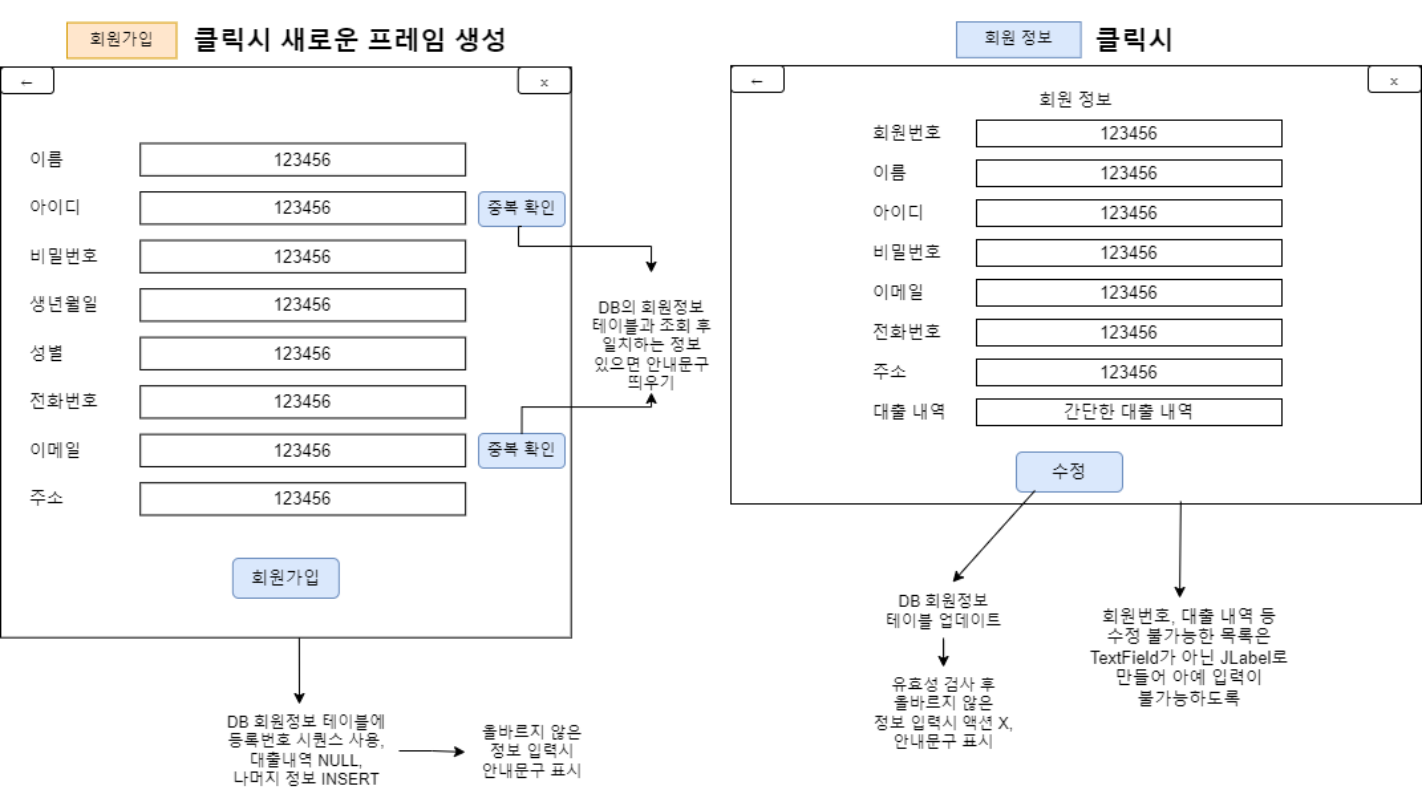 회원가입 클릭시 새로운 프레임 생성
← x
이름 123456
아이디 123456 중복 확인
비밀번호 123456
생년월일 123456
성별 123456
전화번호 123456
이메일 123456 중복 확인
주소 123456
회원가입
DB의 회원정보
테이블과 조회 후
일치하는 정보
있으면 안내문구
띄우기
DB 회원정보 테이블에
등록번호 시퀀스 사용,
대출내역 NULL,
나머지 정보 INSERT
올바르지 않은
정보 입력시
안내문구 표시
회원 정보 클릭시
← x
회원 정보
회원번호 123456
이름 123456
아이디 123456
비밀번호 123456
이메일 123456
전화번호 123456
주소 123456
대출 내역 간단한 대출 내역
수정
DB 회원정보
테이블 업데이트
유효성 검사 후
올바르지 않은
정보 입력시 액션 X,
안내문구 표시
회원번호, 대출 내역 등
수정 불가능한 목록은
TextField가 아닌 JLabel로
만들어 아예 입력이
불가능하도록